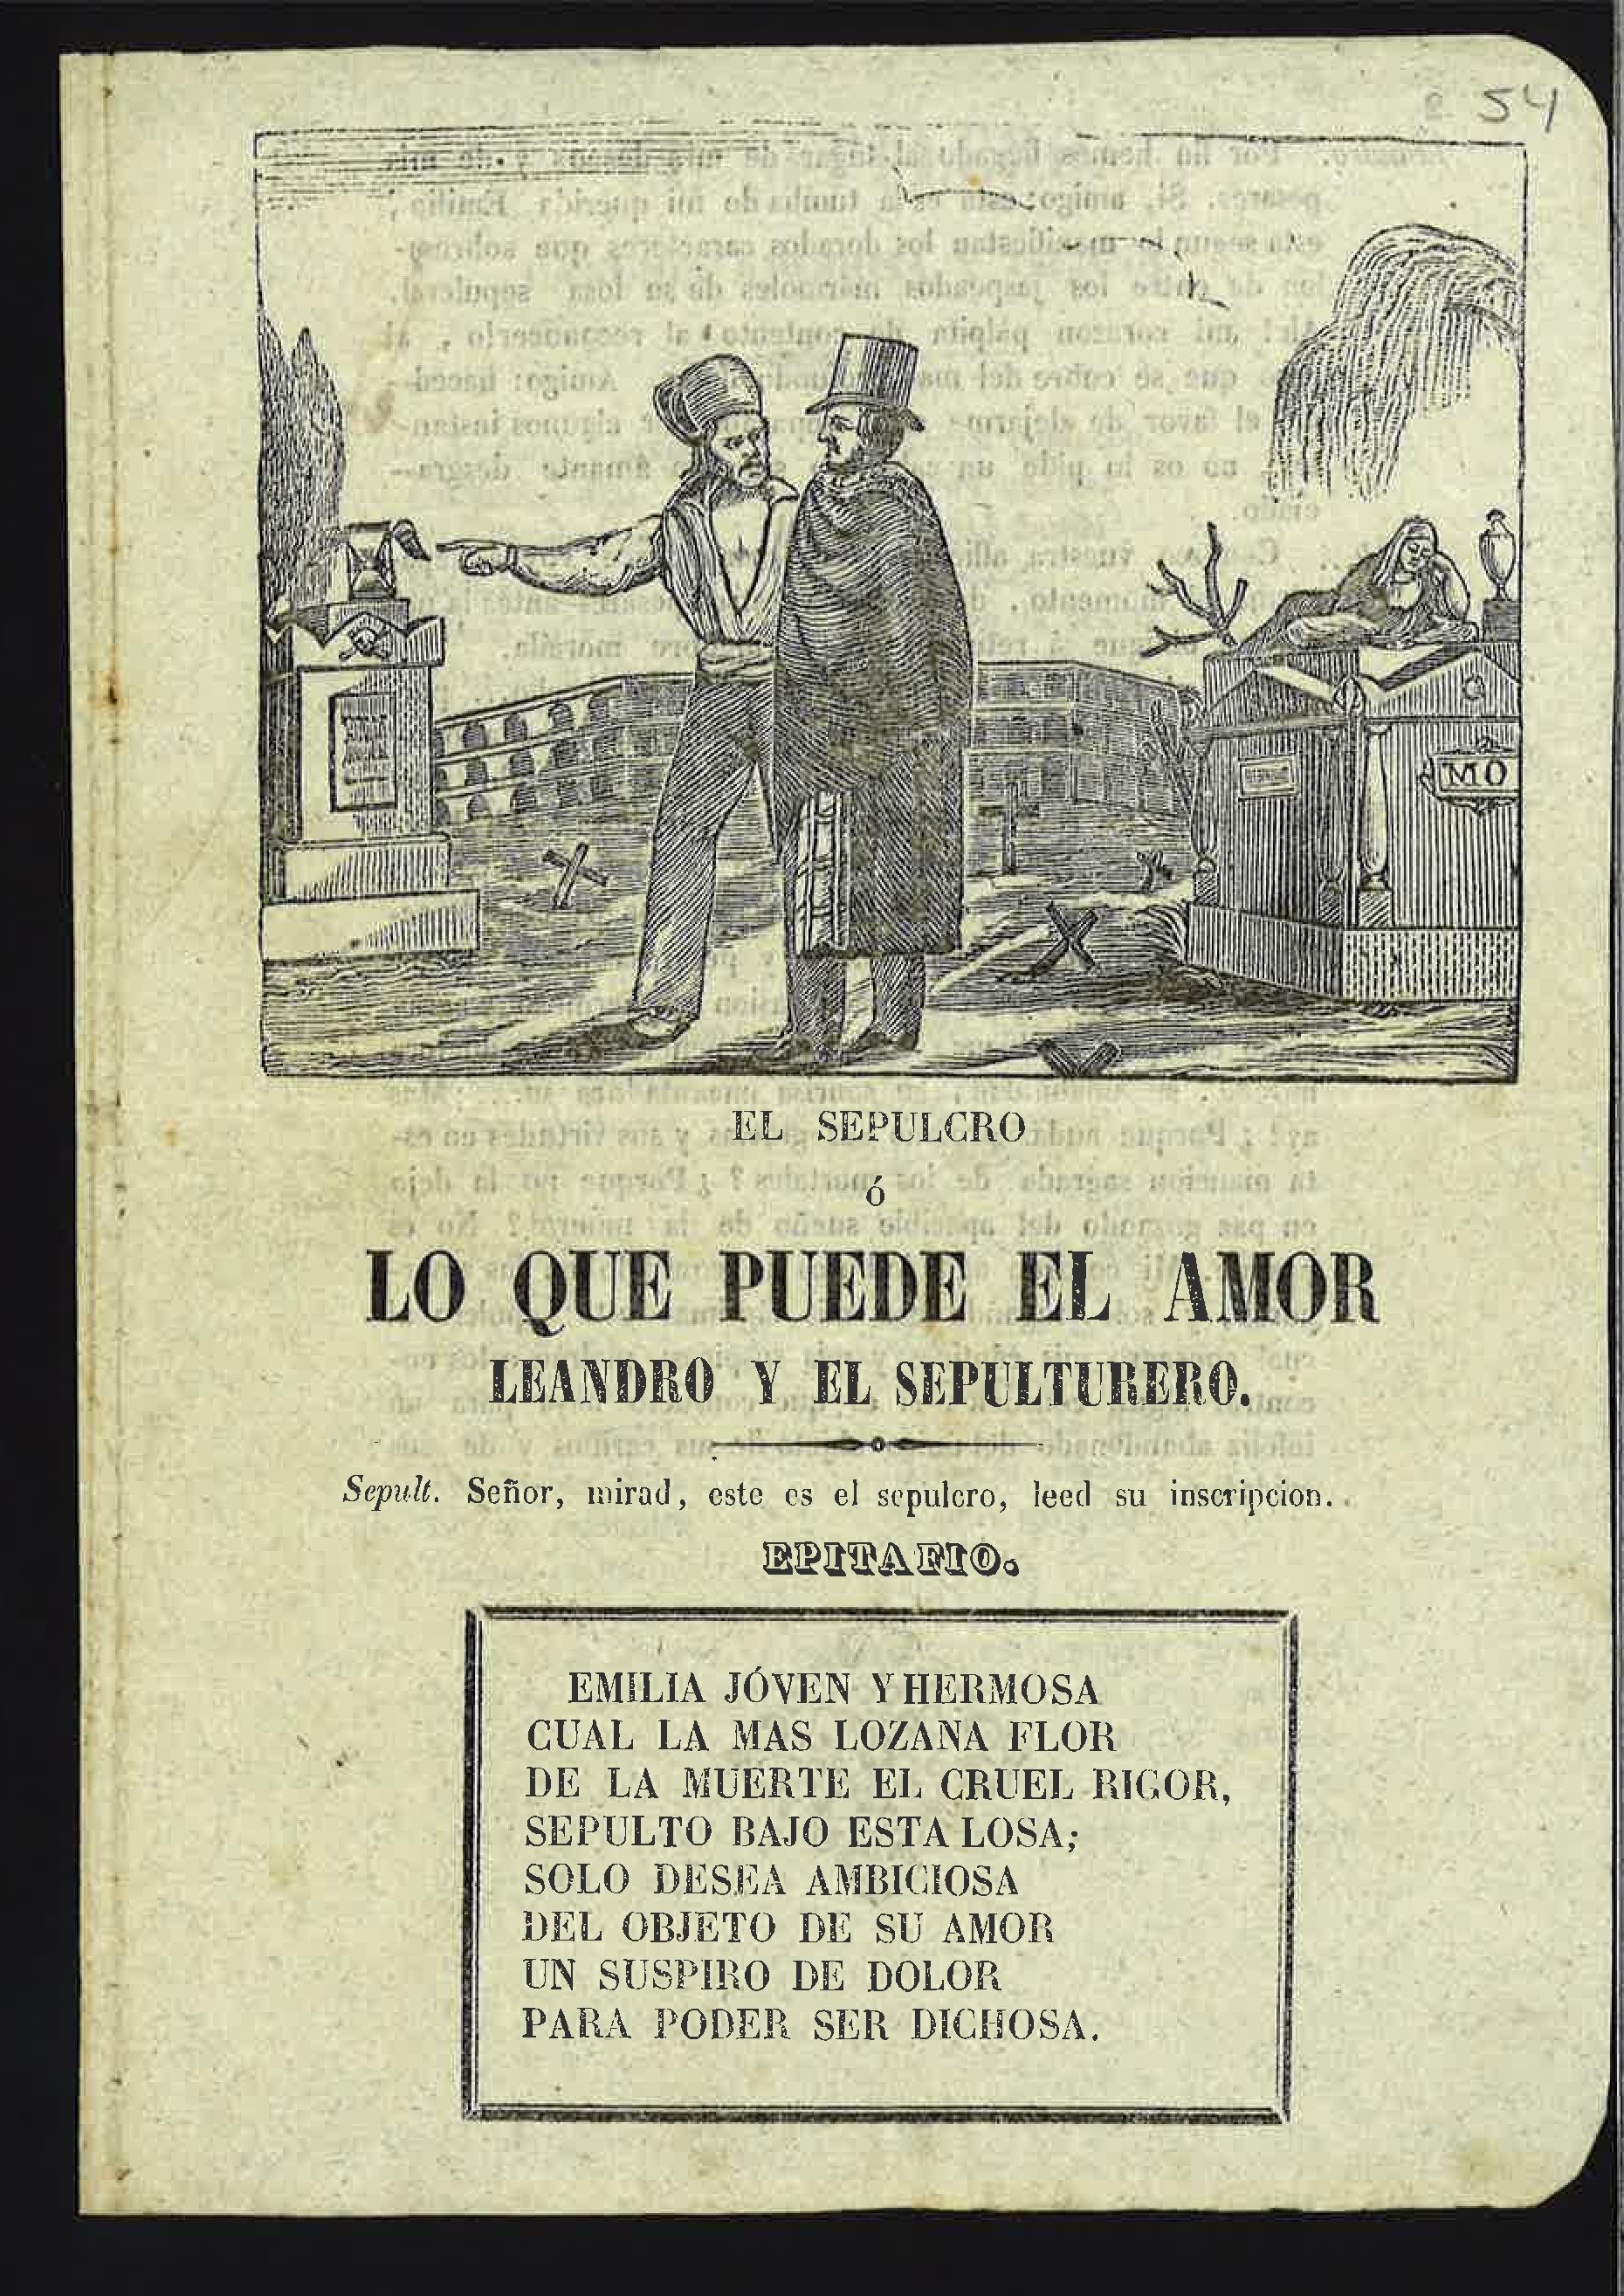 54
MO
EL SEPULCRO
ó
LO QUE PUEDE EL AMOR
LEANDRO Y EL SEPULTURERO.
Sepult. Señor, mirad, este es el sepulcro, leed su inscripcion.
EPITAFIO.
EMILIA JÓVEN Y HERMOSA
CUAL LA MAS LOZANA FLOR
DE LA MUERTE EL CRUEL RIGOR,
SEPULTO BAJO ESTA LOSA;
SOLO DESEA AMBICIOSA
DEL OBJETO DE SU AMOR
UN SUSPIRO DE DOLOR
PARA PODER SER DICHOSA.